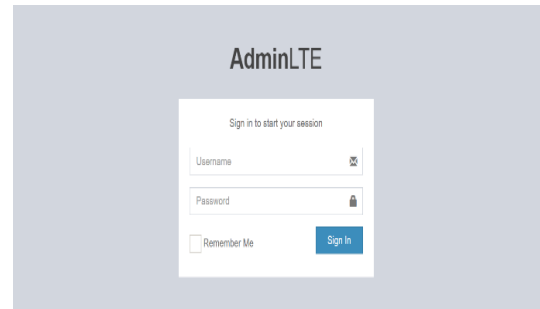 AdminLTE
Sign in to start your session
Username
Password
Remember Me
Sign In